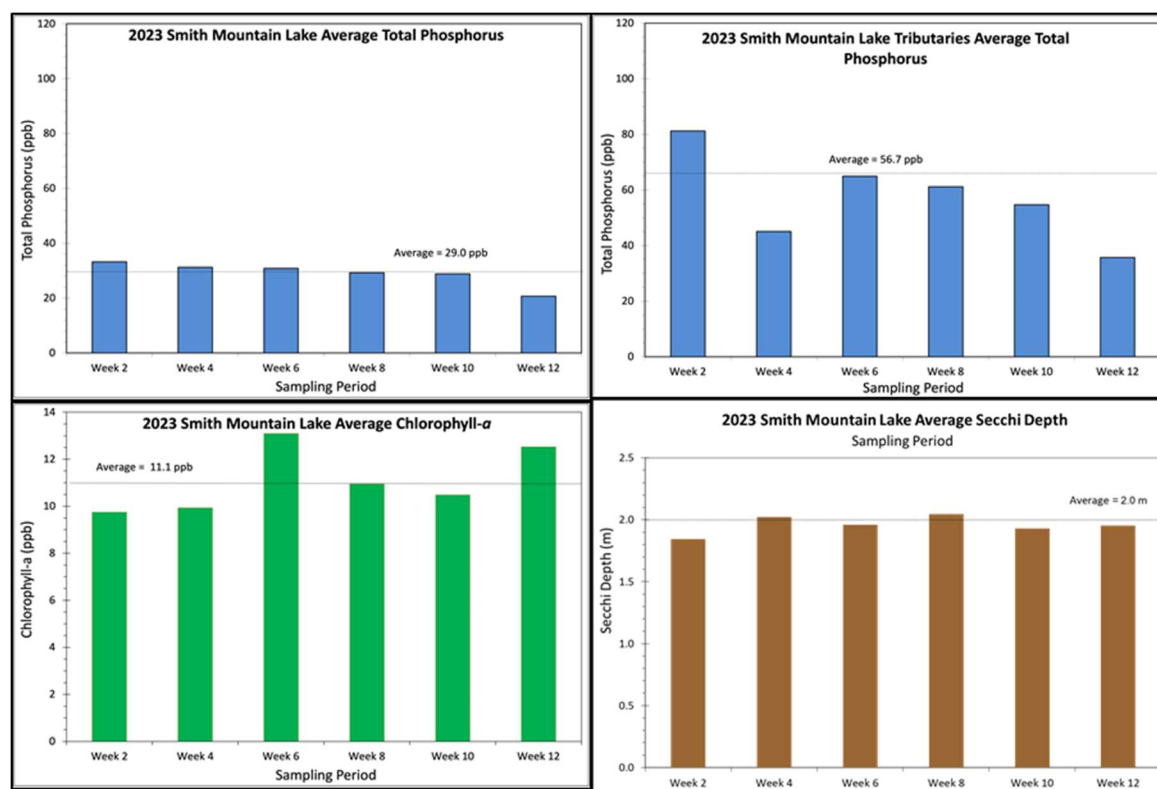 2023 Smith Mountain Lake Average Total Phosphorus
120
100
80
60
40
20
0
Total Phosphorus (ppb)
Average = 29.0 ppb
Week 2 Week 4 Week 6 Week 8 Week 10 Week 12
Sampling Period
2023 Smith Mountain Lake Tributaries Average Total
Phosphorus
120
100
80
60
40
20
0
Total Phosphorus (ppb)
Average = 56.7 ppb
Week 2 Week 4 Week 6 Week 8 Week 10 Week 12
Sampling Period
2023 Smith Mountain Lake Average Chlorophyll-a
14
12
10
8
6
4
2
0
Chlorophyll-a (ppb)
Average = 11.1 ppb
Week 2 Week 4 Week 6 Week 8 Week 10 Week 12
Sampling Period
2023 Smith Mountain Lake Average Secchi Depth
Sampling Period
2.5
2.0
1.5
1.0
0.5
0.0
Secchi Depth (m)
Average = 2.0 m
Week 2 Week 4 Week 6 Week 8 Week 10 Week 12